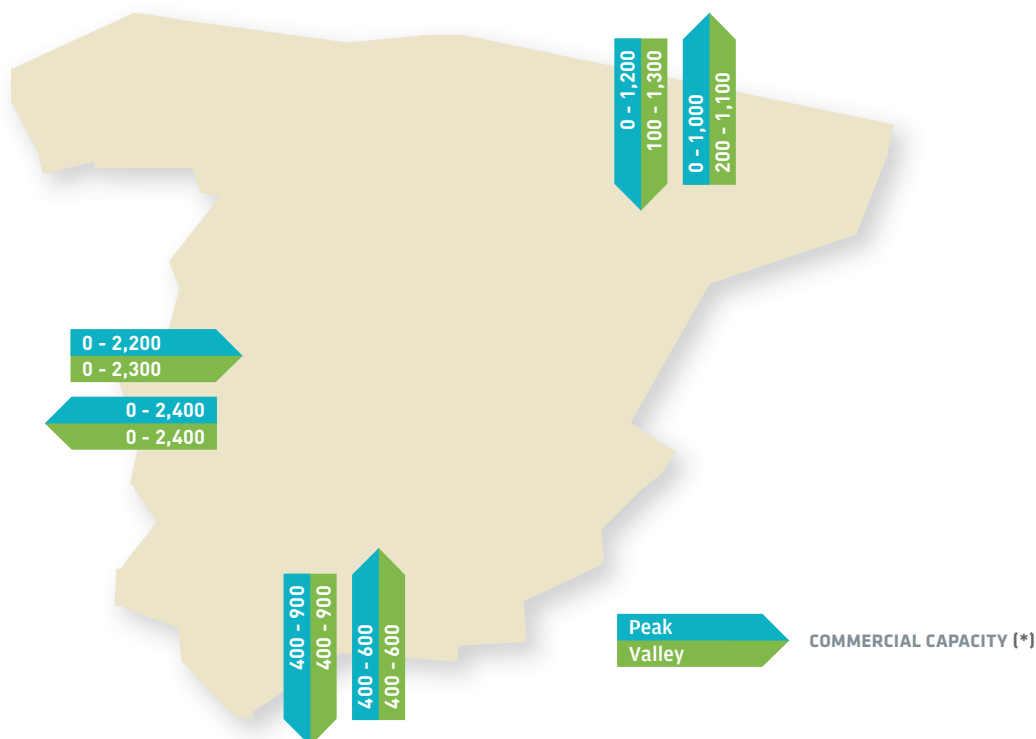 0 - 1,200
100 - 1,300
0 - 1,000
200 - 1,100
0 - 2,200
0 - 2,300
0 - 2,400
0 - 2,400
400 - 900
400 - 900
400 - 600
400 - 600
Peak
Valley
COMMERCIAL CAPACITY (*)